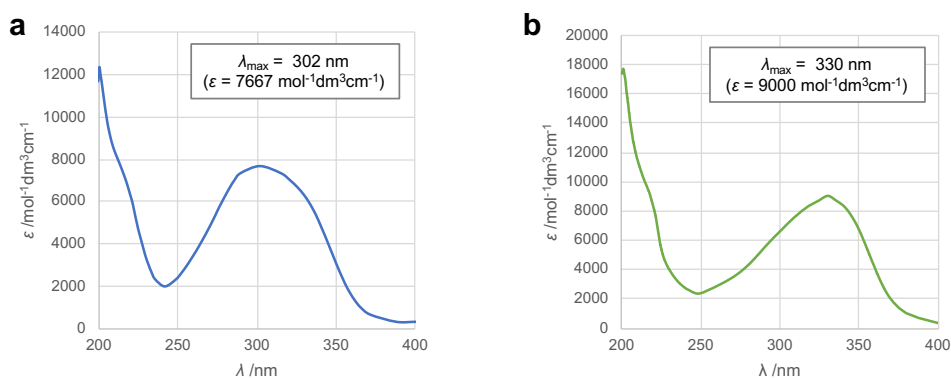 a
14000
12000
10000
8000
6000
4000
2000
0
200
250
300
350
400
λmax = 302 nm
(ε = 7667 mol⁻¹dm³cm⁻¹)
ε /mol⁻¹dm³cm⁻¹
λ /nm
b
20000
18000
16000
14000
12000
10000
8000
6000
4000
2000
0
200
250
300
350
400
λmax = 330 nm
(ε = 9000 mol⁻¹dm³cm⁻¹)
ε /mol⁻¹dm³cm⁻¹
λ /nm